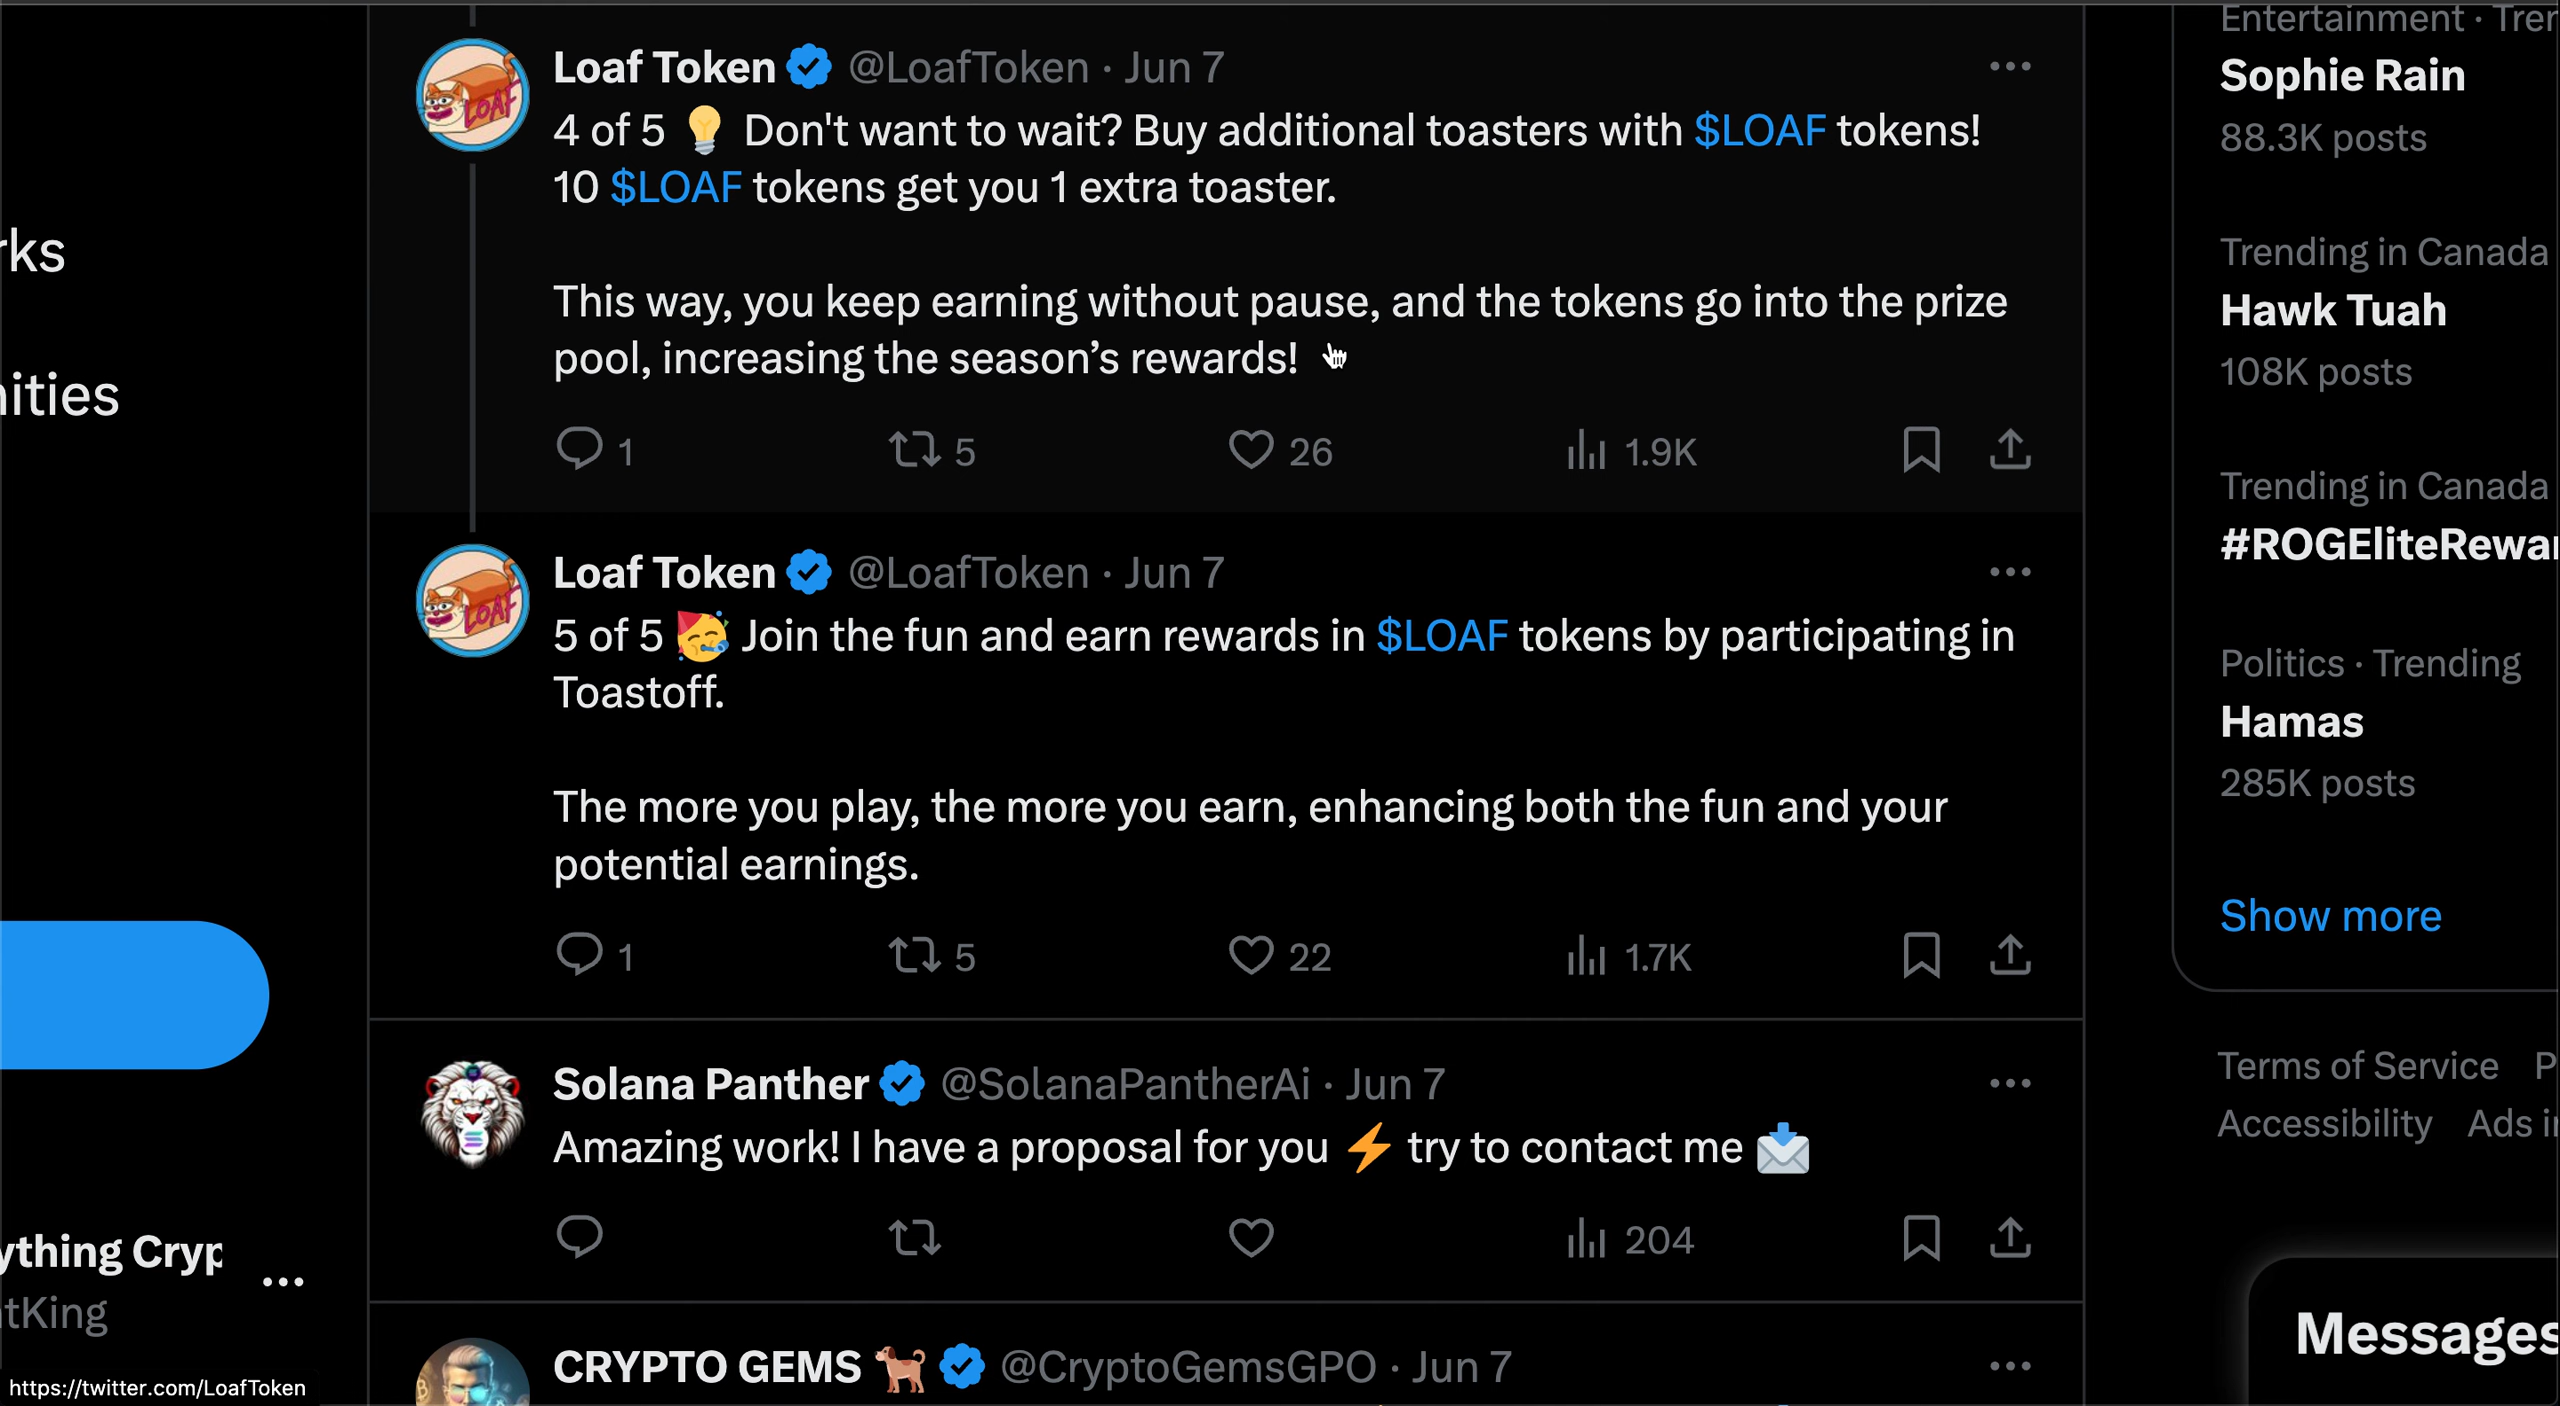 rks
nities
ything Cryp
tKing
https://twitter.com/LoafToken
Loaf Token @LoafToken · Jun 7
4 of 5 💡 Don't want to wait? Buy additional toasters with $LOAF tokens!
10 $LOAF tokens get you 1 extra toaster.
This way, you keep earning without pause, and the tokens go into the prize
pool, increasing the season’s rewards!
1 5 26 1.9K
Loaf Token @LoafToken · Jun 7
5 of 5 🥳 Join the fun and earn rewards in $LOAF tokens by participating in
Toastoff.
The more you play, the more you earn, enhancing both the fun and your
potential earnings.
1 5 22 1.7K
Solana Panther @SolanaPantherAi · Jun 7
Amazing work! I have a proposal for you ⚡ try to contact me 📩
204
CRYPTO GEMS 🐕 @CryptoGemsGPO · Jun 7
Entertainment · Tren
Sophie Rain
88.3K posts
Trending in Canada
Hawk Tuah
108K posts
Trending in Canada
#ROGEliteRewar
Politics · Trending
Hamas
285K posts
Show more
Terms of Service P
Accessibility Ads in
Messages